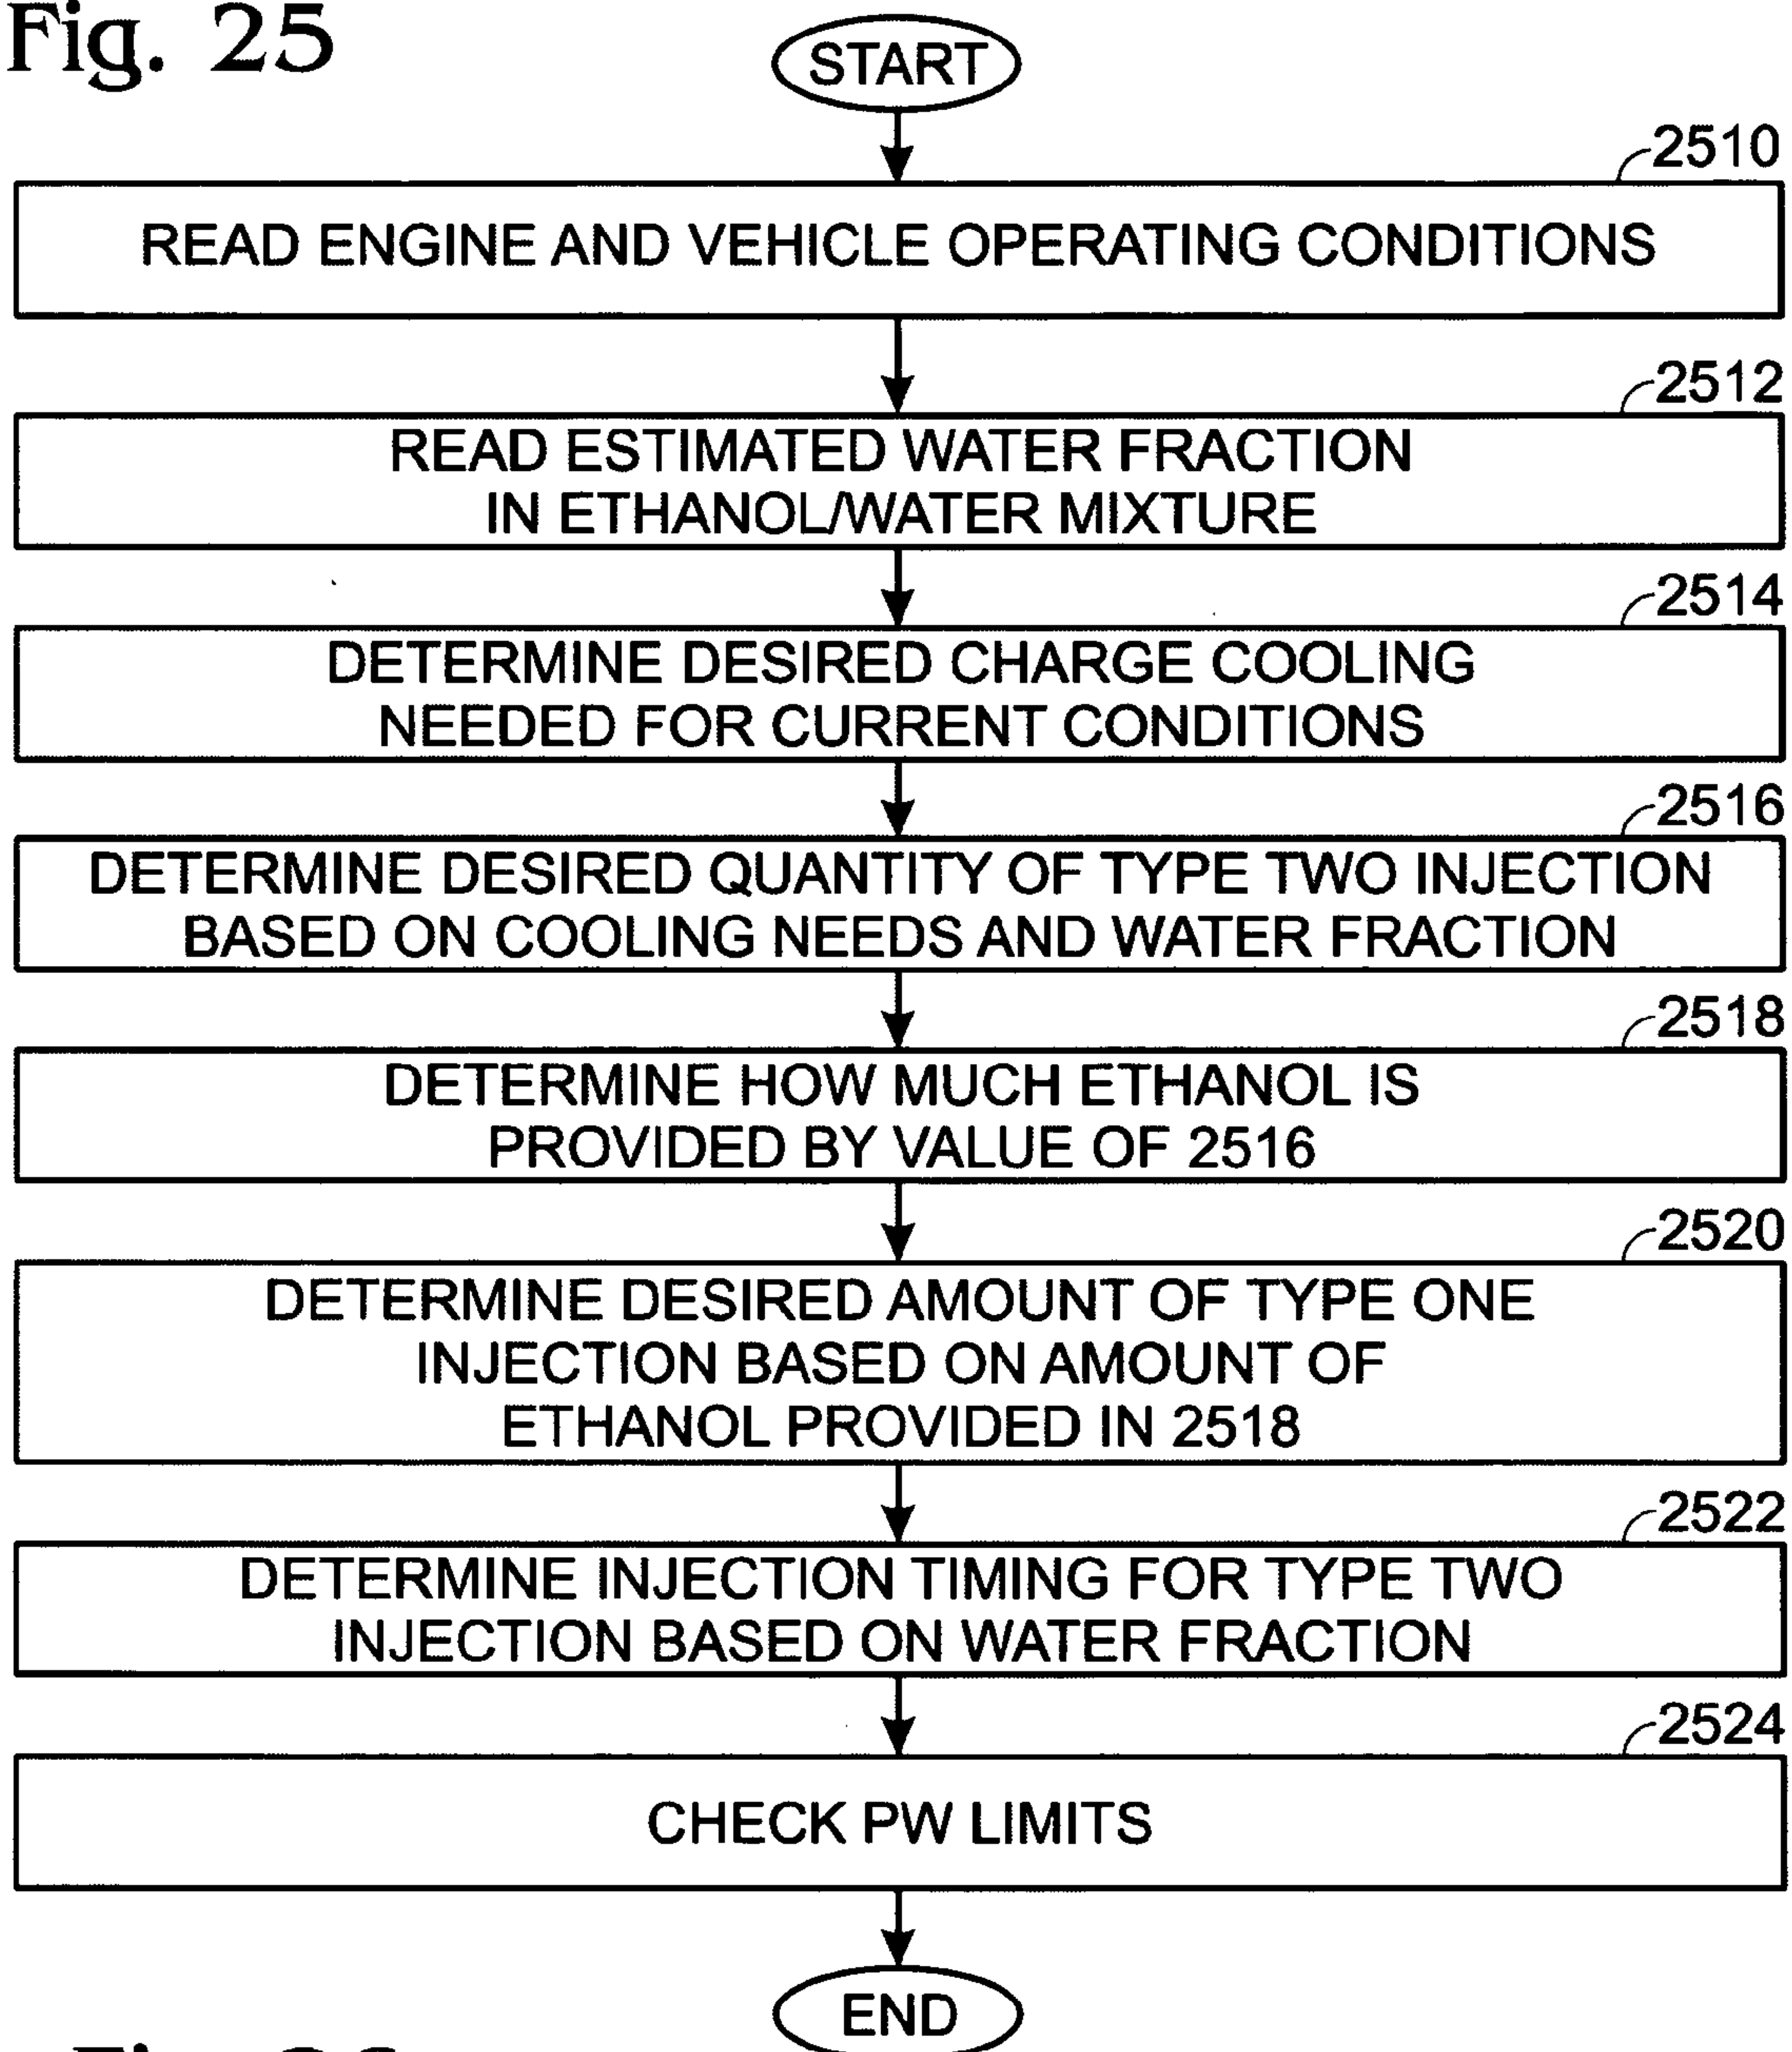 Fig. 25
START
2510
READ ENGINE AND VEHICLE OPERATING CONDITIONS
2512
READ ESTIMATED WATER FRACTION
IN ETHANOL/WATER MIXTURE
2514
DETERMINE DESIRED CHARGE COOLING
NEEDED FOR CURRENT CONDITIONS
2516
DETERMINE DESIRED QUANTITY OF TYPE TWO INJECTION
BASED ON COOLING NEEDS AND WATER FRACTION
2518
DETERMINE HOW MUCH ETHANOL IS
PROVIDED BY VALUE OF 2516
2520
DETERMINE DESIRED AMOUNT OF TYPE ONE
INJECTION BASED ON AMOUNT OF
ETHANOL PROVIDED IN 2518
2522
DETERMINE INJECTION TIMING FOR TYPE TWO
INJECTION BASED ON WATER FRACTION
2524
CHECK PW LIMITS
END